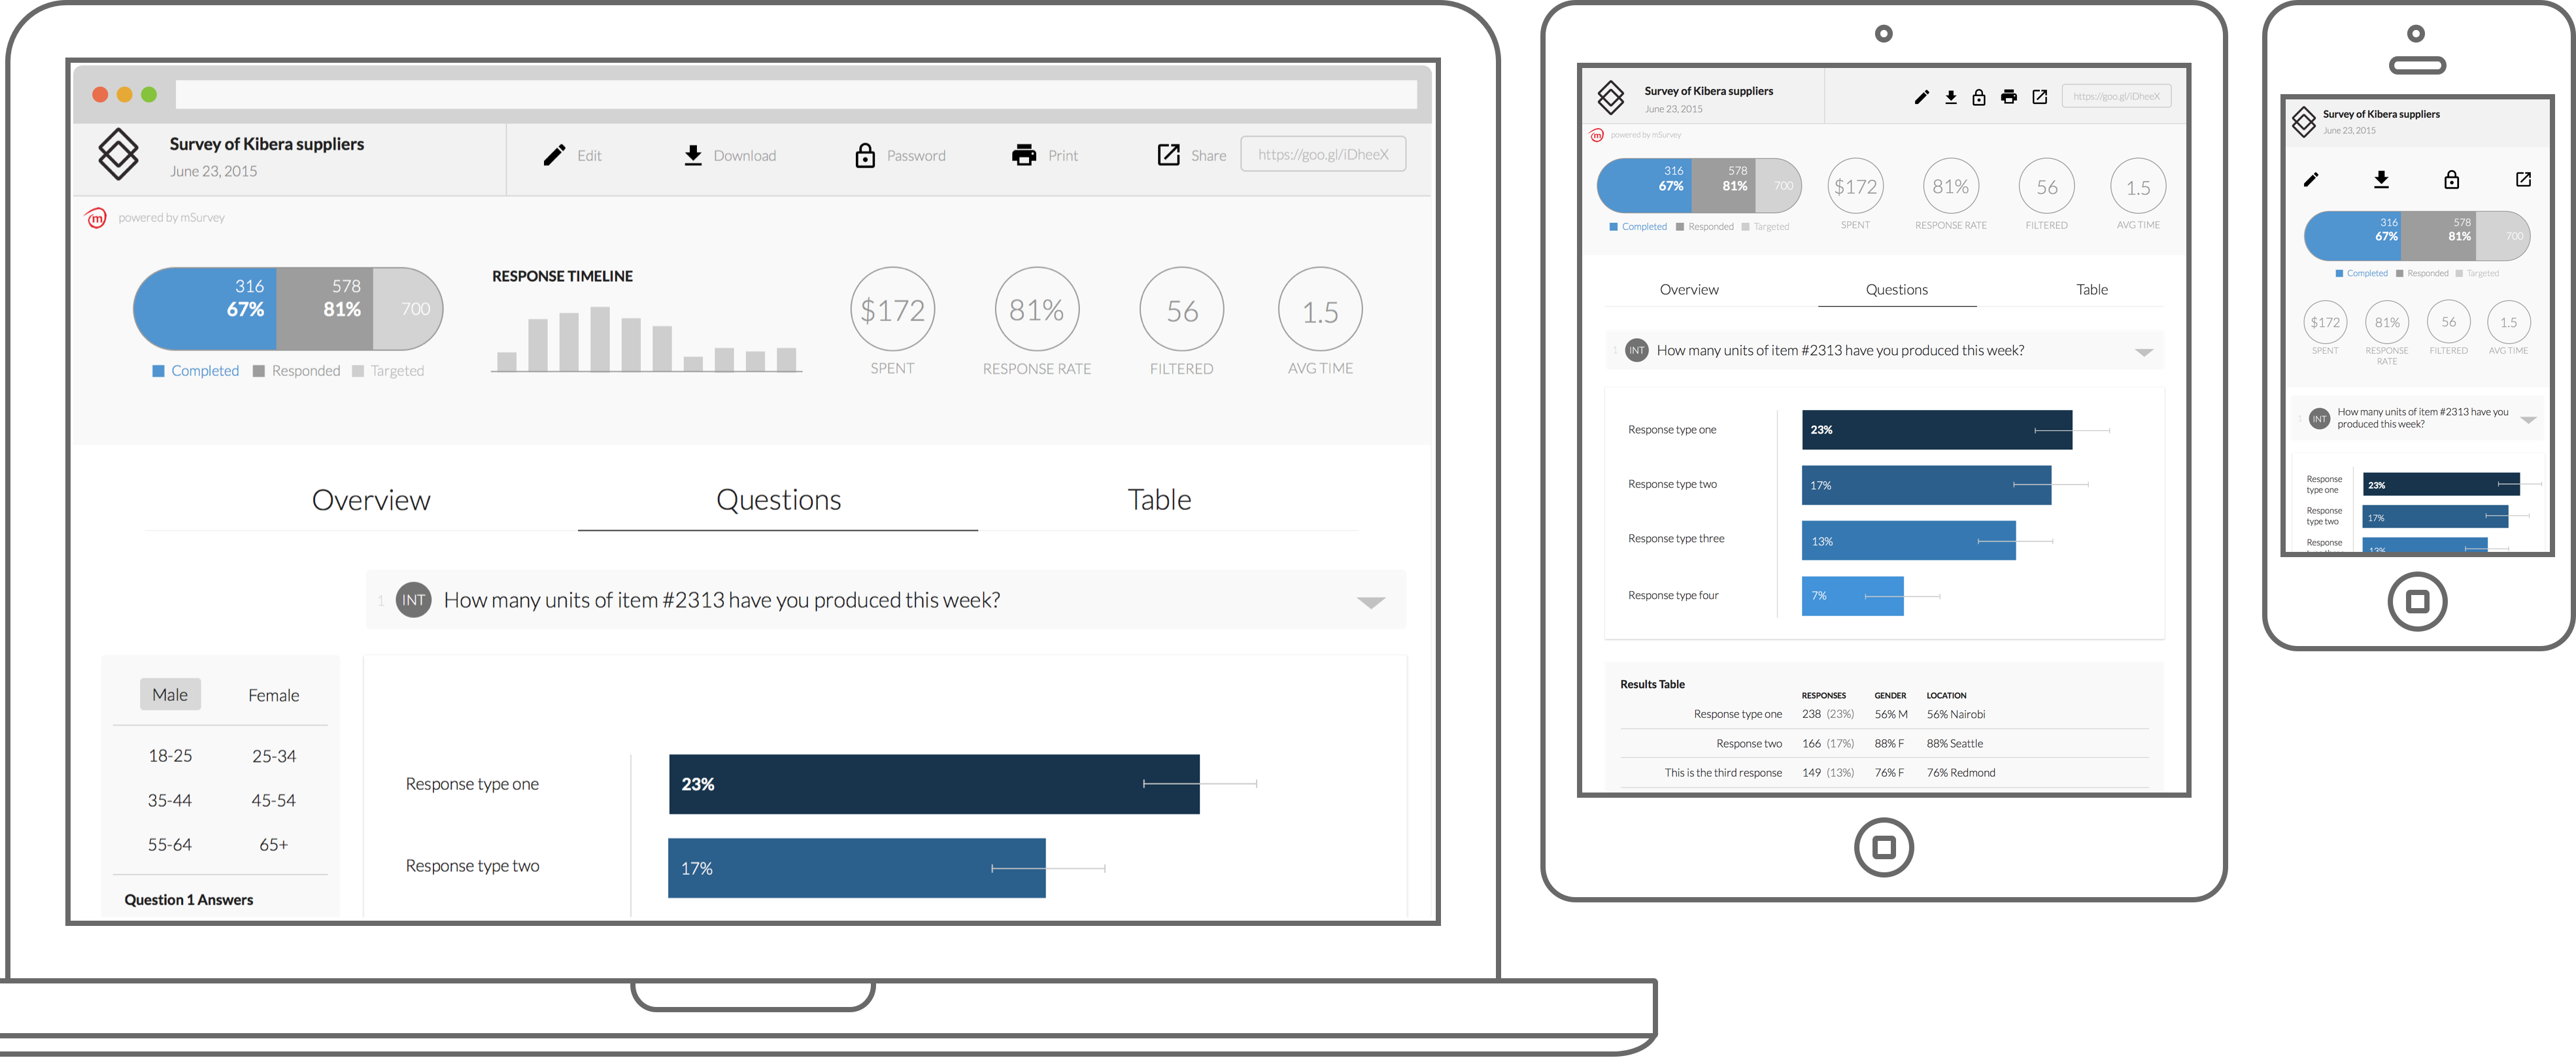 Survey of Kibera suppliers
June 23, 2015
Edit
Download
Password
Print
Share
https://goo.gl/iDheeX
m powered by mSurvey
316 578
67% 81% 700
Completed Responded Targeted
RESPONSE TIMELINE
$172 81% 56 1.5
SPENT RESPONSE RATE FILTERED AVG TIME
Overview Questions Table
1 INT How many units of item #2313 have you produced this week?
Male Female
18-25 25-34
35-44 45-54
55-64 65+
Question 1 Answers
Response type one 23%
Response type two 17%
Survey of Kibera suppliers
June 23, 2015
https://goo.gl/iDheeX
m powered by mSurvey
316 578
67% 81% 700
Completed Responded Targeted
$172 81% 56 1.5
SPENT RESPONSE RATE FILTERED AVG TIME
Overview Questions Table
1 INT How many units of item #2313 have you produced this week?
Response type one 23%
Response type two 17%
Response type three 13%
Response type four 7%
Results Table
RESPONSES GENDER LOCATION
Response type one 238 (23%) 56% M 56% Nairobi
Response two 166 (17%) 88% F 88% Seattle
This is the third response 149 (13%) 76% F 76% Redmond
Survey of Kibera suppliers
June 23, 2015
316 578
67% 81% 700
Completed Responded Targeted
$172 81% 56 1.5
SPENT RESPONSE FILTERED AVG TIME
RATE
1 INT How many units of item #2313 have you
produced this week?
Response
type one 23%
Response
type two 17%
Response
13%